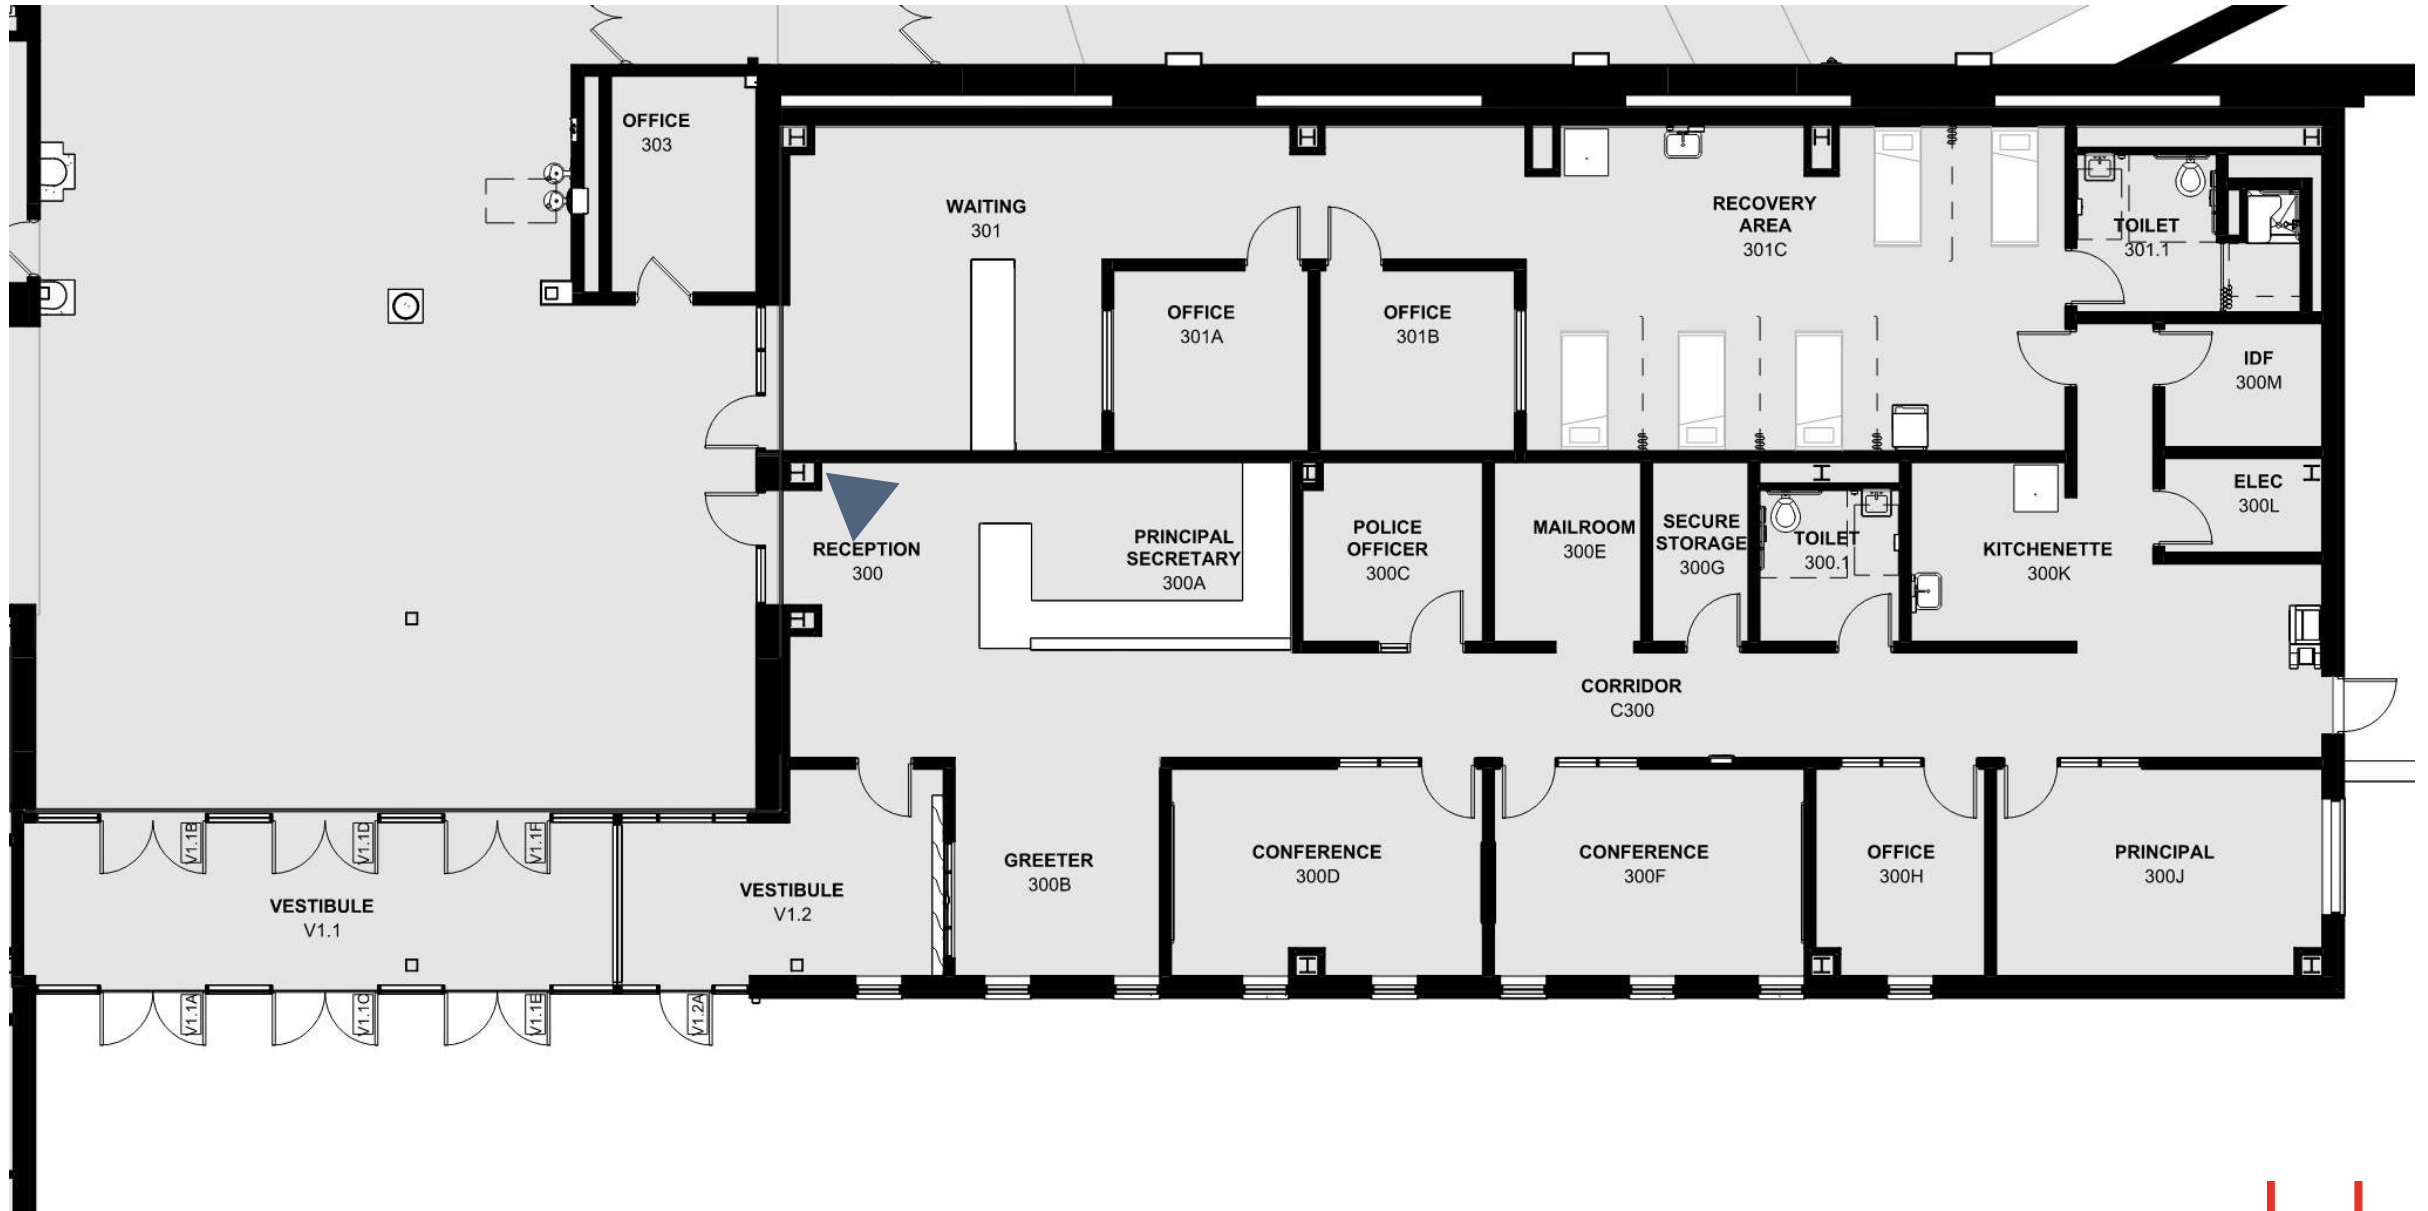 OFFICE
303
WAITING
301
RECOVERY
AREA
301C
TOILET
301.1
OFFICE
301A
OFFICE
301B
IDF
300M
ELEC
300L
RECEPTION
300
PRINCIPAL
SECRETARY
300A
POLICE
OFFICER
300C
MAILROOM
300E
SECURE
STORAGE
300G
TOILET
300.1
KITCHENETTE
300K
CORRIDOR
C300
V1.1B
V1.1D
V1.1F
VESTIBULE
V1.1
VESTIBULE
V1.2
GREETER
300B
CONFERENCE
300D
CONFERENCE
300F
OFFICE
300H
PRINCIPAL
300J
V1.1A
V1.1C
V1.1E
V1.2A